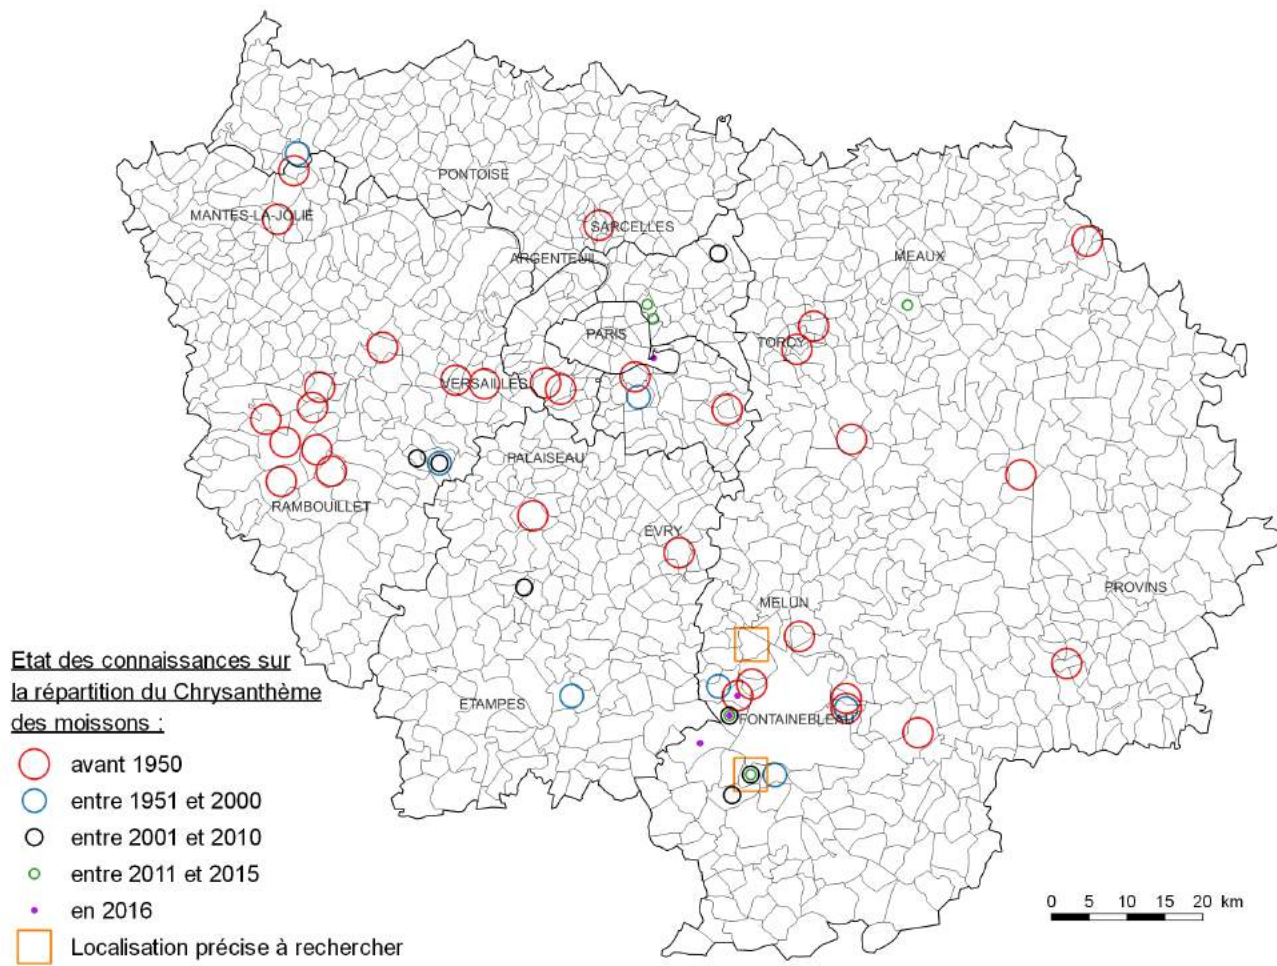 PONTOISE
MANTES-LA-JOLIE
SARCELLES
ARGENTEUIL
MEAUX
PARIS
TORCY
VERSAILLES
PALAISEAU
RAMBOUILLET
EVRY
PROVINS
MELUN
ETAMPES
FONTAINEBLEAU
Etat des connaissances sur
la répartition du Chrysanthème
des moissons :
avant 1950
entre 1951 et 2000
entre 2001 et 2010
entre 2011 et 2015
en 2016
Localisation précise à rechercher
0 5 10 15 20 km